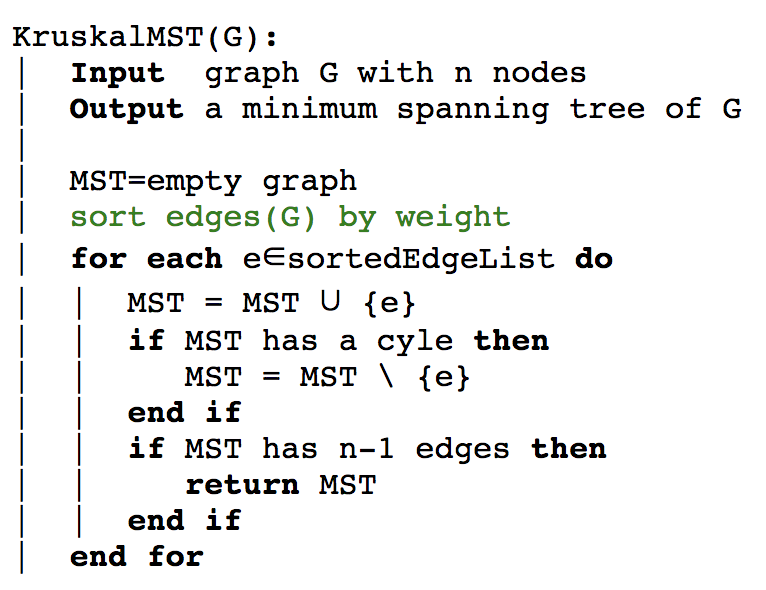 KruskalMST(G):
| Input graph G with n nodes
| Output a minimum spanning tree of G
|
| MST=empty graph
| sort edges(G) by weight
| for each e∈sortedEdgeList do
| | MST = MST ∪ {e}
| | if MST has a cyle then
| | MST = MST \ {e}
| | end if
| | if MST has n-1 edges then
| | return MST
| | end if
| end for